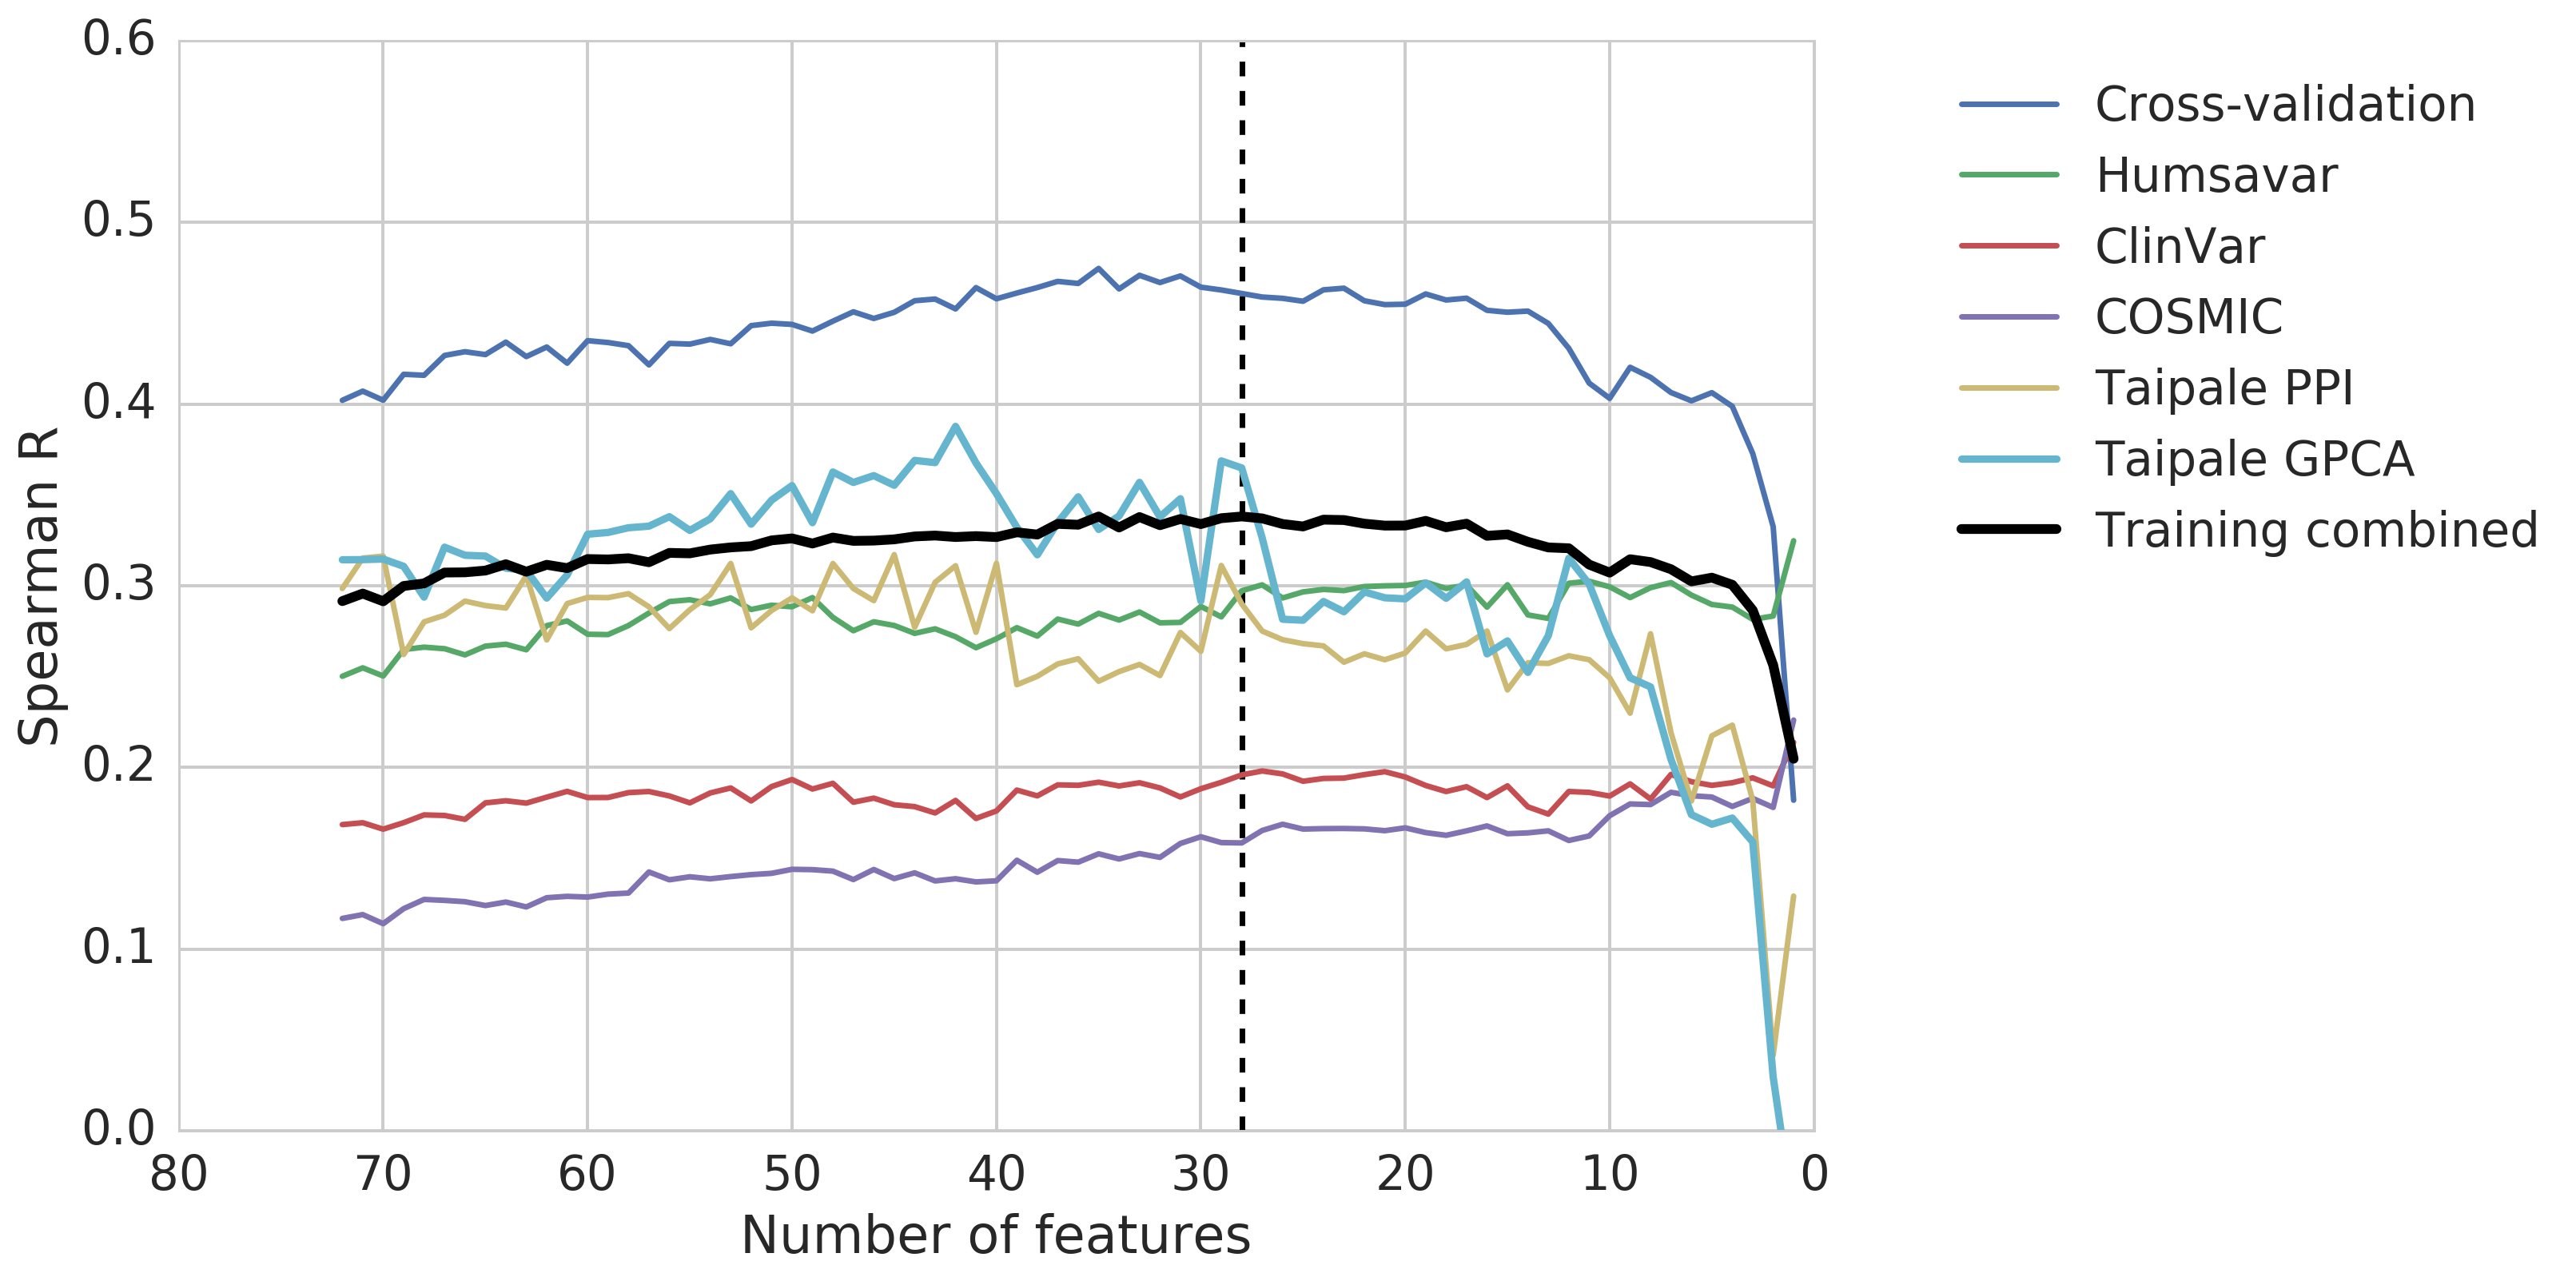 0.6
0.5
0.4
0.3
0.2
0.1
0.0
Spearman R
80 70 60 50 40 30 20 10 0
Number of features
Cross-validation
Humsavar
ClinVar
COSMIC
Taipale PPI
Taipale GPCA
Training combined